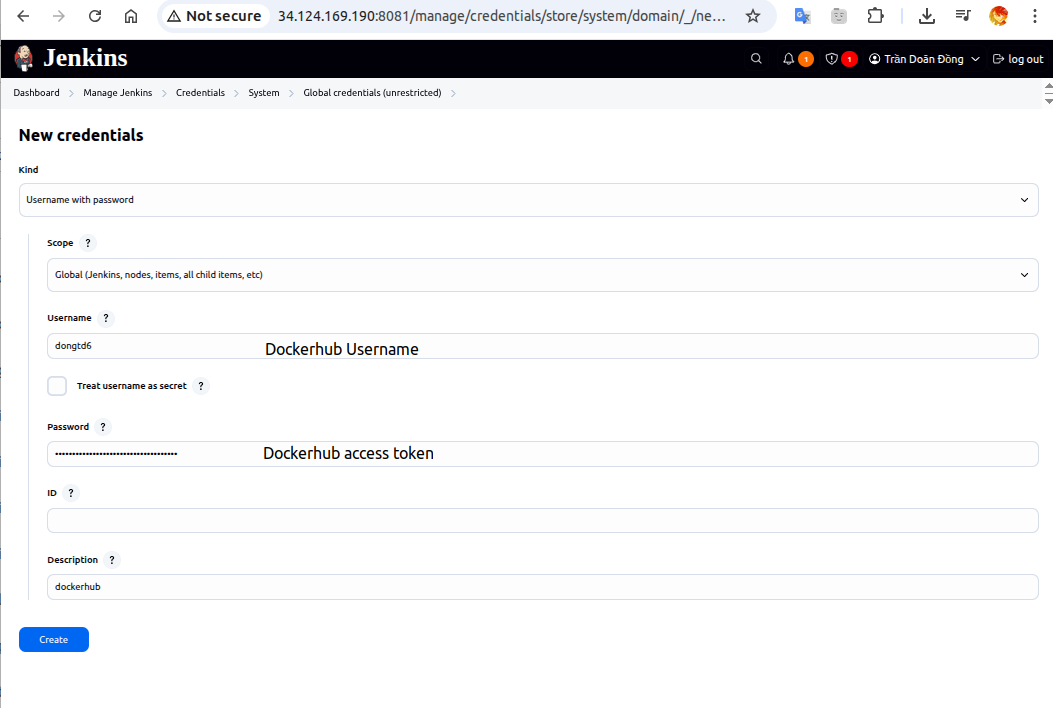 Not secure 34.124.169.190:8081/manage/credentials/store/system/domain/_/ne...
Jenkins 1 1 Trần Doãn Đồng log out
Dashboard Manage Jenkins Credentials System Global credentials (unrestricted)
New credentials
Kind
Username with password
Scope ?
Global (Jenkins, nodes, items, all child items, etc)
Username ?
dongtd6 Dockerhub Username
Treat username as secret ?
Password ?
Dockerhub access token
ID ?
Description ?
dockerhub
Create